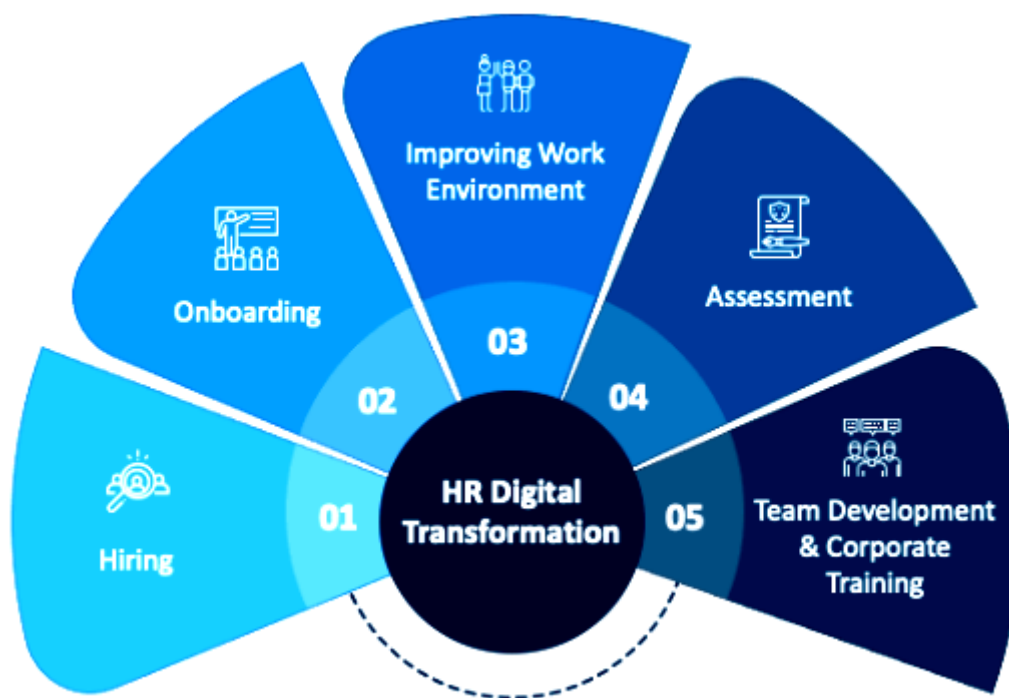 01
Hiring
02
Onboarding
03
Improving Work
Environment
04
Assessment
05
Team Development
& Corporate
Training
HR Digital
Transformation